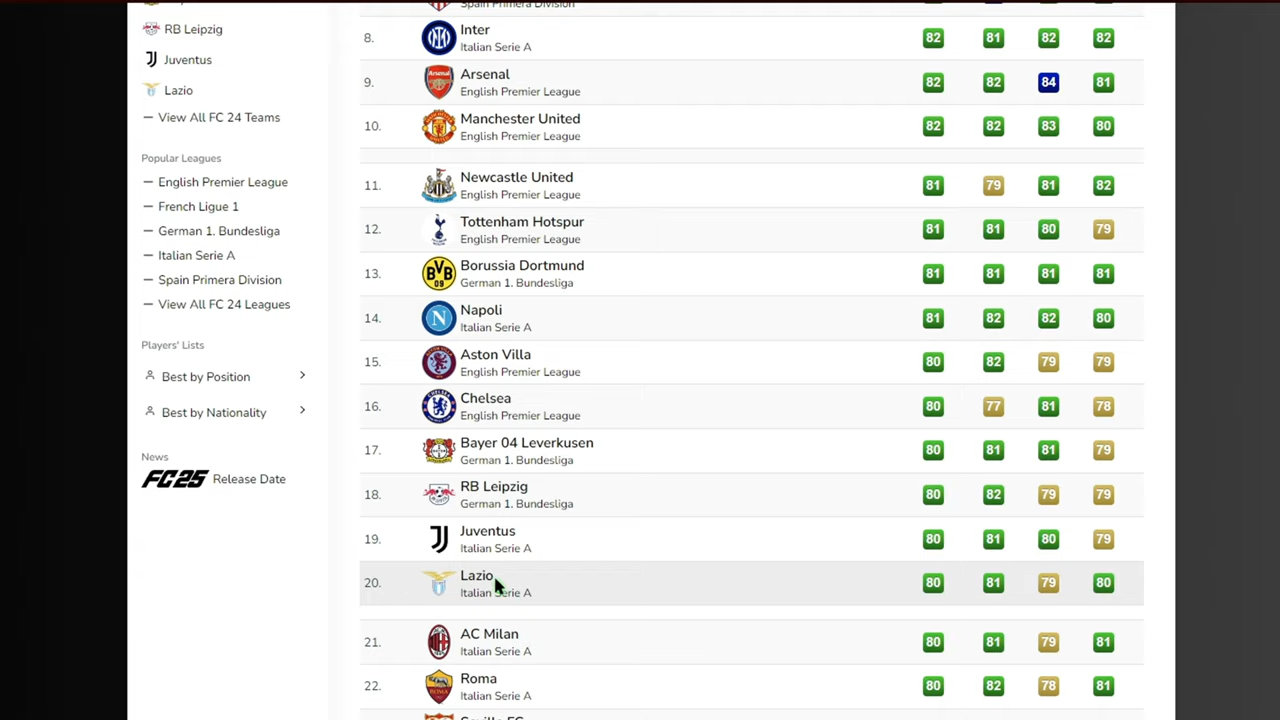 RB Leipzig
Juventus
Lazio
View All FC 24 Teams
Popular Leagues
English Premier League
French Ligue 1
German 1. Bundesliga
Italian Serie A
Spain Primera Division
View All FC 24 Leagues
Players' Lists
Best by Position
Best by Nationality
News
FC25 Release Date
Spain Primera Division
8. Inter 82 81 82 82
Italian Serie A
9. Arsenal 82 82 84 81
English Premier League
10. Manchester United 82 82 83 80
English Premier League
11. Newcastle United 81 79 81 82
English Premier League
12. Tottenham Hotspur 81 81 80 79
English Premier League
13. Borussia Dortmund 81 81 81 81
German 1. Bundesliga
14. Napoli 81 82 82 80
Italian Serie A
15. Aston Villa 80 82 79 79
English Premier League
16. Chelsea 80 77 81 78
English Premier League
17. Bayer 04 Leverkusen 80 81 81 79
German 1. Bundesliga
18. RB Leipzig 80 82 79 79
German 1. Bundesliga
19. Juventus 80 81 80 79
Italian Serie A
20. Lazio 80 81 79 80
Italian Serie A
21. AC Milan 80 81 79 81
Italian Serie A
22. Roma 80 82 78 81
Italian Serie A
Sevilla FC